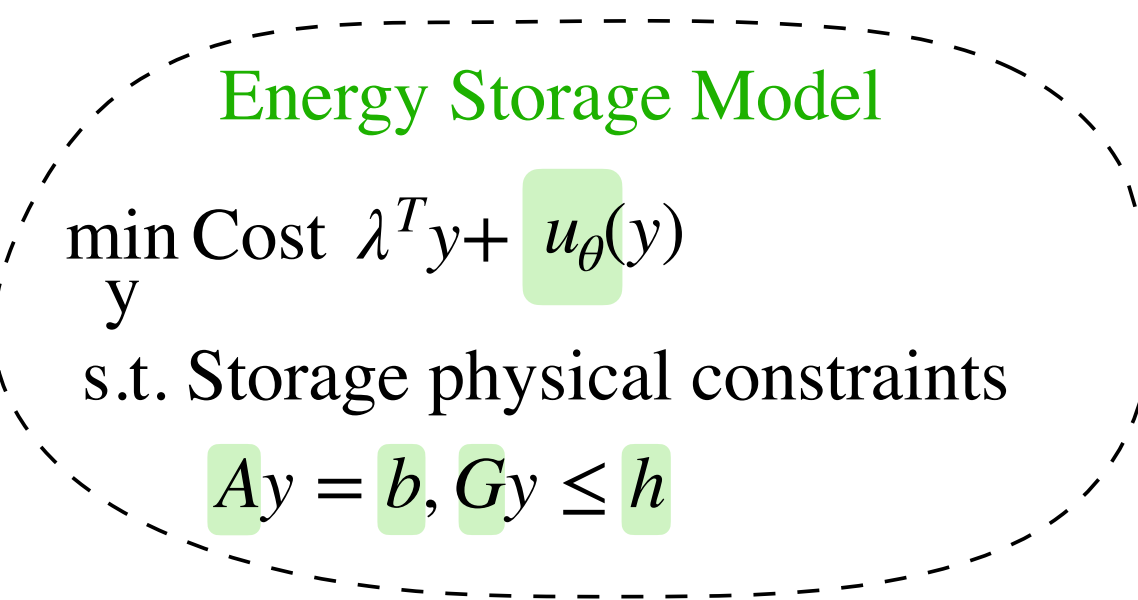 Energy Storage Model
min Cost λ^T y+ u_θ(y)
y
s.t. Storage physical constraints
Ay = b, Gy ≤ h